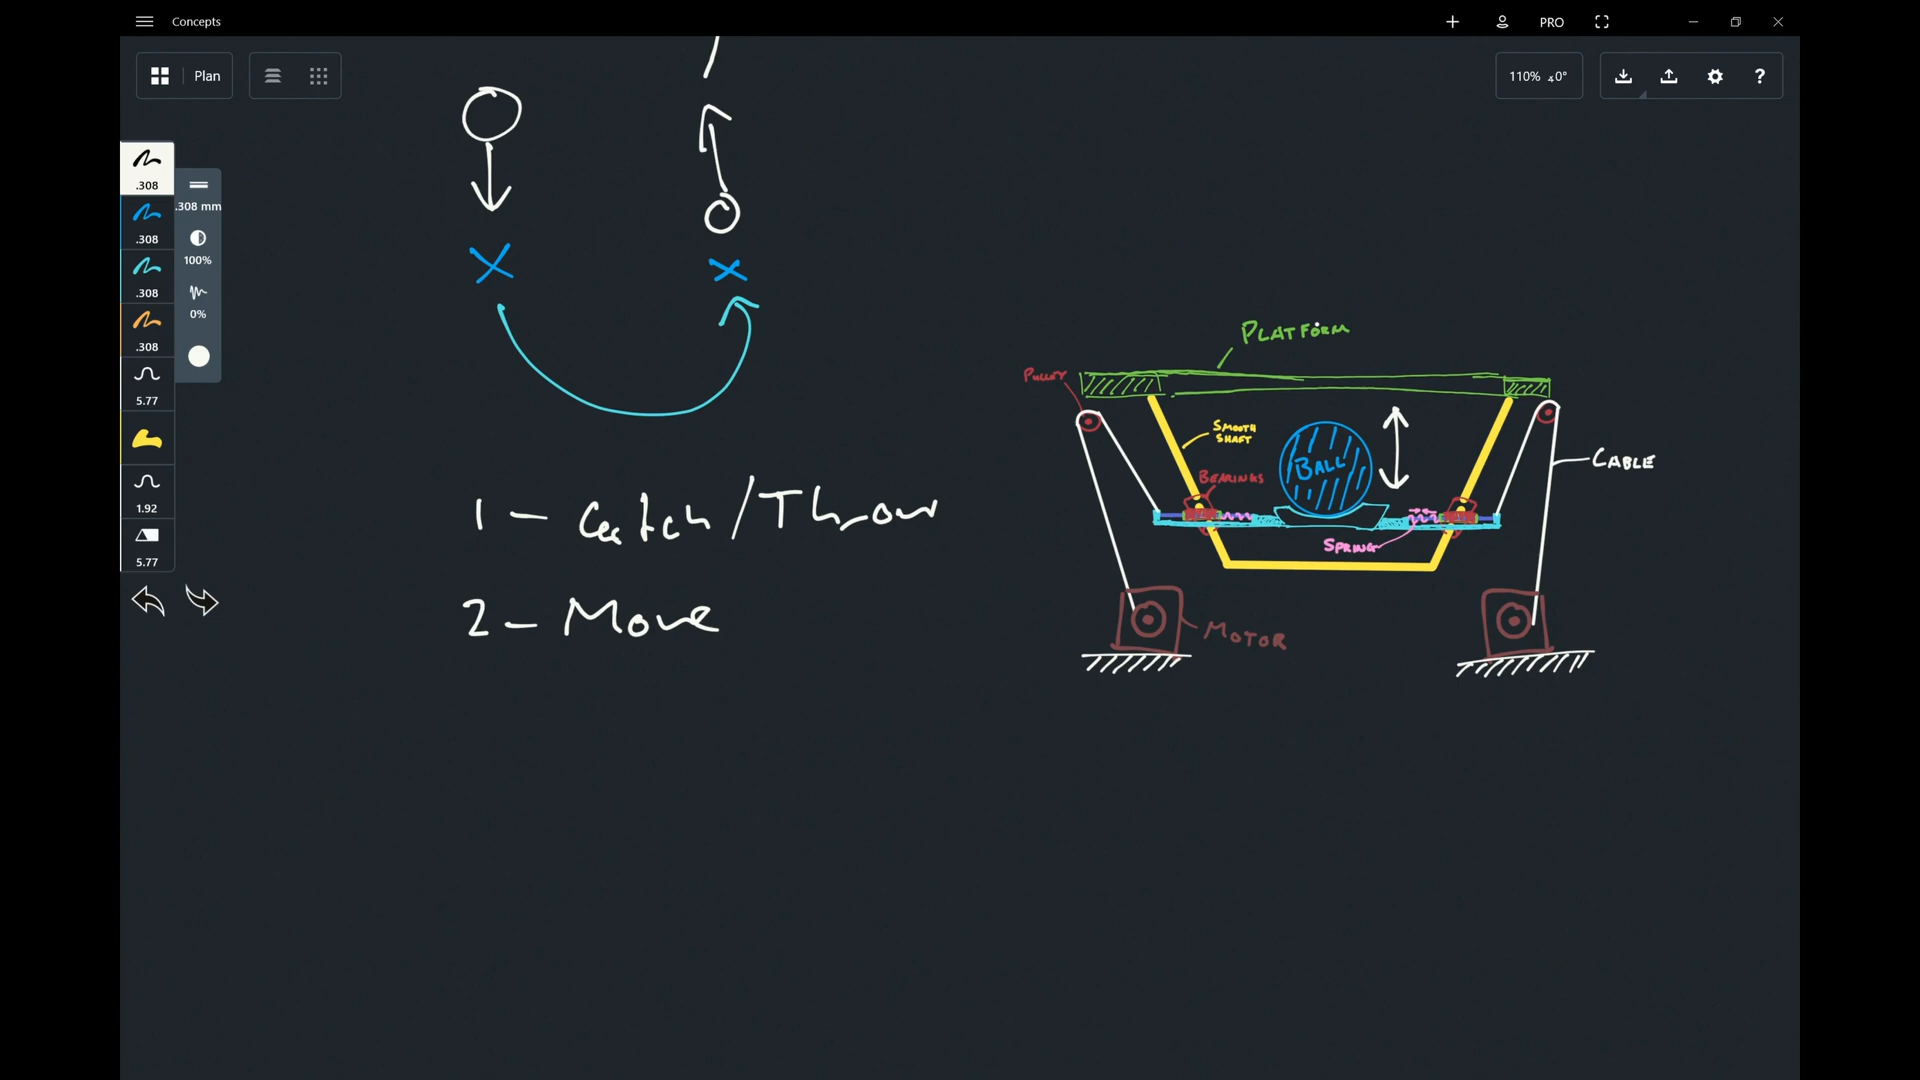 Concepts
PRO
Plan
110% ∡0°
?
.308
.308 mm
.308
100%
.308
0%
.308
5.77
1.92
5.77
1 - Catch/Throw
2 - Move
PLATFORM
PULLEY
SMOOTH
SHAFT
BALL
BEARINGS
CABLE
SPRING
MOTOR